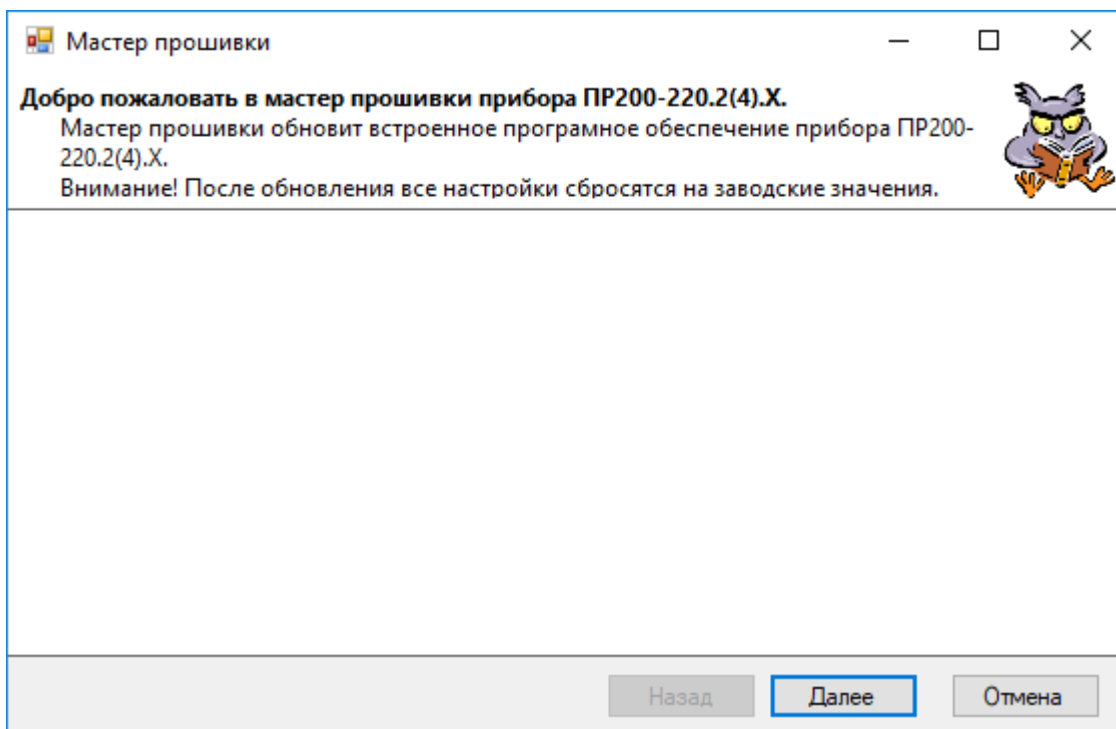 Мастер прошивки
Добро пожаловать в мастер прошивки прибора ПР200-220.2(4).X.
Мастер прошивки обновит встроенное програмное обеспечение прибора ПР200-
220.2(4).X.
Внимание! После обновления все настройки сбросятся на заводские значения.
Назад Далее Отмена